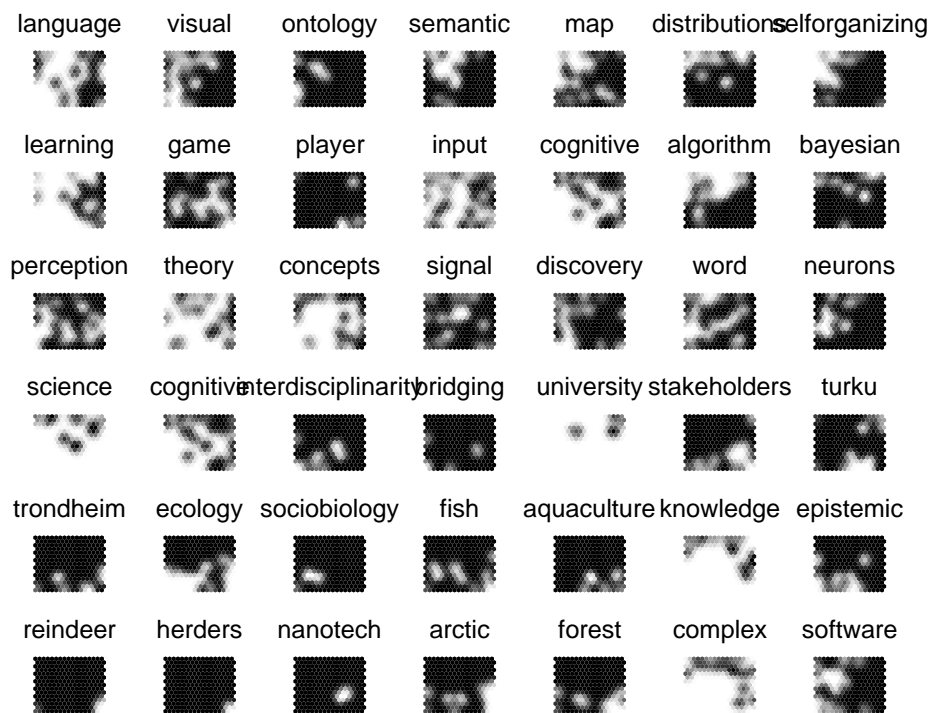 language visual ontology semantic map distributions selforganizing
learning game player input cognitive algorithm bayesian
perception theory concepts signal discovery word neurons
science cognitive interdisciplinarity bridging university stakeholders turku
trondheim ecology sociobiology fish aquaculture knowledge epistemic
reindeer herders nanotech arctic forest complex software